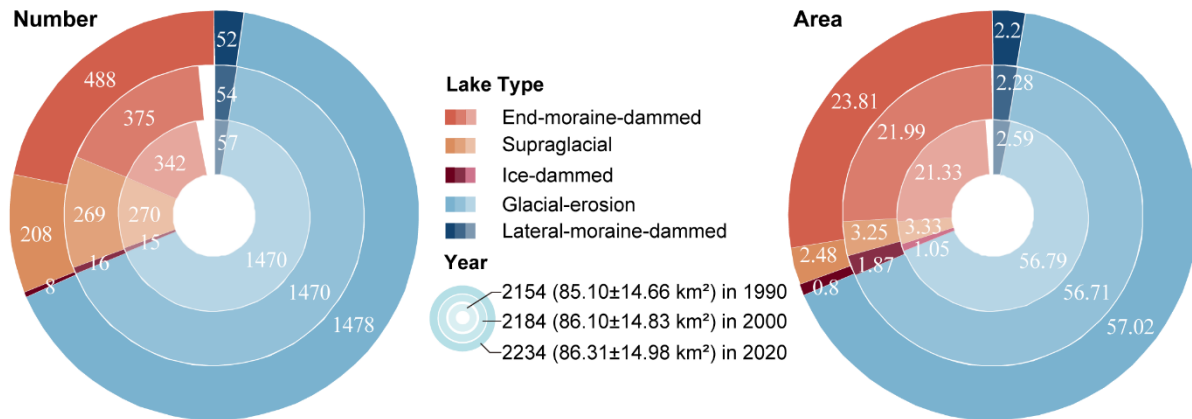 Number
52
54
57
488
375
342
208
269
270
8
16
15
1470
1470
1478
Lake Type
End-moraine-dammed
Supraglacial
Ice-dammed
Glacial-erosion
Lateral-moraine-dammed
Year
2154 (85.10±14.66 km²) in 1990
2184 (86.10±14.83 km²) in 2000
2234 (86.31±14.98 km²) in 2020
Area
2.2
2.28
2.59
23.81
21.99
21.33
2.48
3.25
3.33
0.8
1.87
1.05
56.79
56.71
57.02